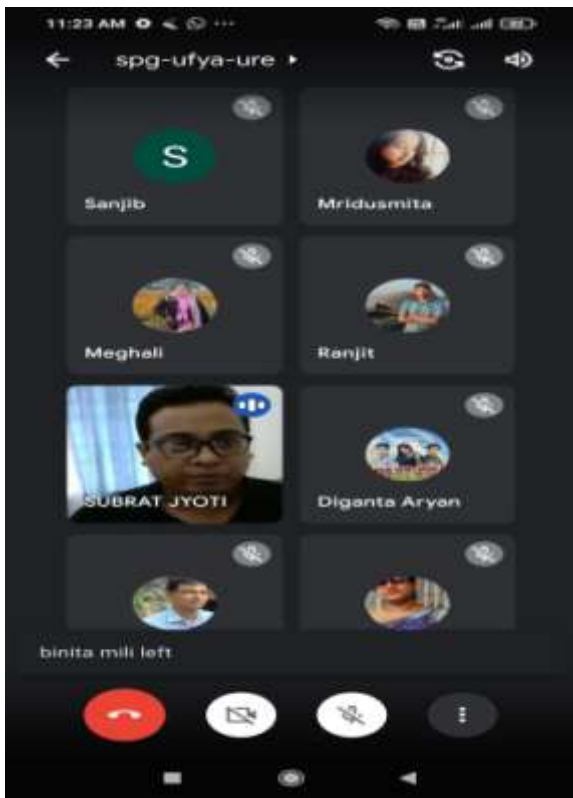 11:23 AM
spg-ufya-ure
S
Sanjib
Mridusmita
Meghali
Ranjit
SUBRAT JYOTI
Diganta Aryan
binita mili left